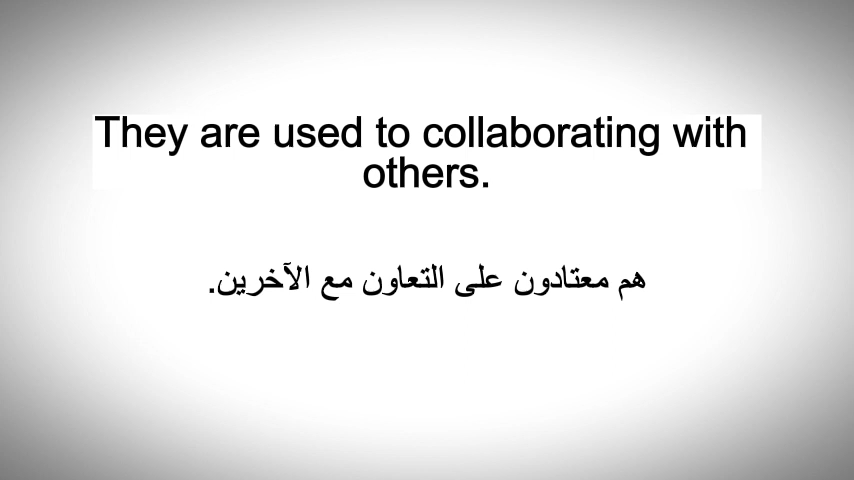 They are used to collaborating with
others.
هم معتادون على التعاون مع الآخرين.